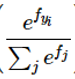 ( e^{f_{y_i}} / ∑_j e^{f_j} )